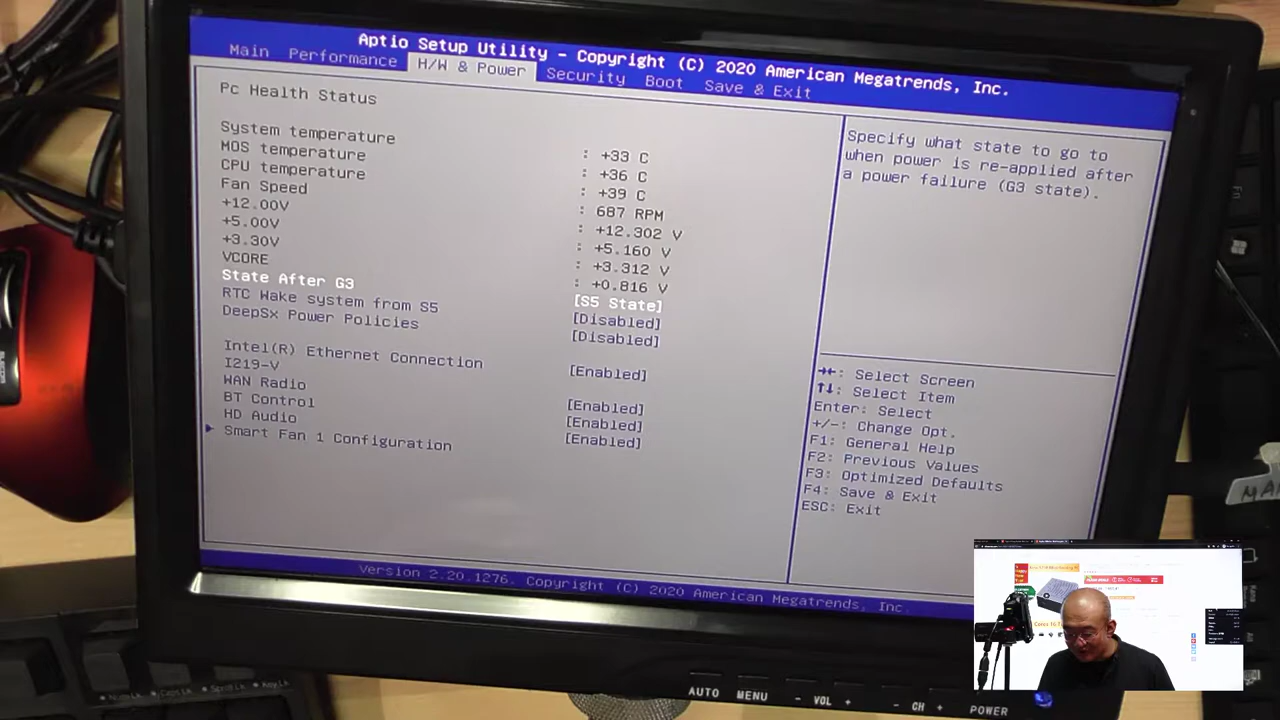 Aptio Setup Utility - Copyright (C) 2020 American Megatrends, Inc.
Main Performance H/W & Power Security Boot Save & Exit
Pc Health Status
System temperature : +33 C
MOS temperature : +36 C
CPU temperature : +39 C
Fan Speed : 687 RPM
+12.00V : +12.302 V
+5.00V : +5.160 V
+3.30V : +3.312 V
VCORE : +0.816 V
State After G3 [S5 State]
RTC Wake system from S5 [Disabled]
DeepSx Power Policies [Disabled]
Intel(R) Ethernet Connection [Enabled]
I219-V
WAN Radio [Enabled]
BT Control [Enabled]
HD Audio [Enabled]
Smart Fan 1 Configuration
Specify what state to go to
when power is re-applied after
a power failure (G3 state).
→←: Select Screen
↑↓: Select Item
Enter: Select
+/-: Change Opt.
F1: General Help
F2: Previous Values
F3: Optimized Defaults
F4: Save & Exit
ESC: Exit
Version 2.20.1276. Copyright (C) 2020 American Megatrends, Inc
AUTO MENU - VOL + - CH + POWER